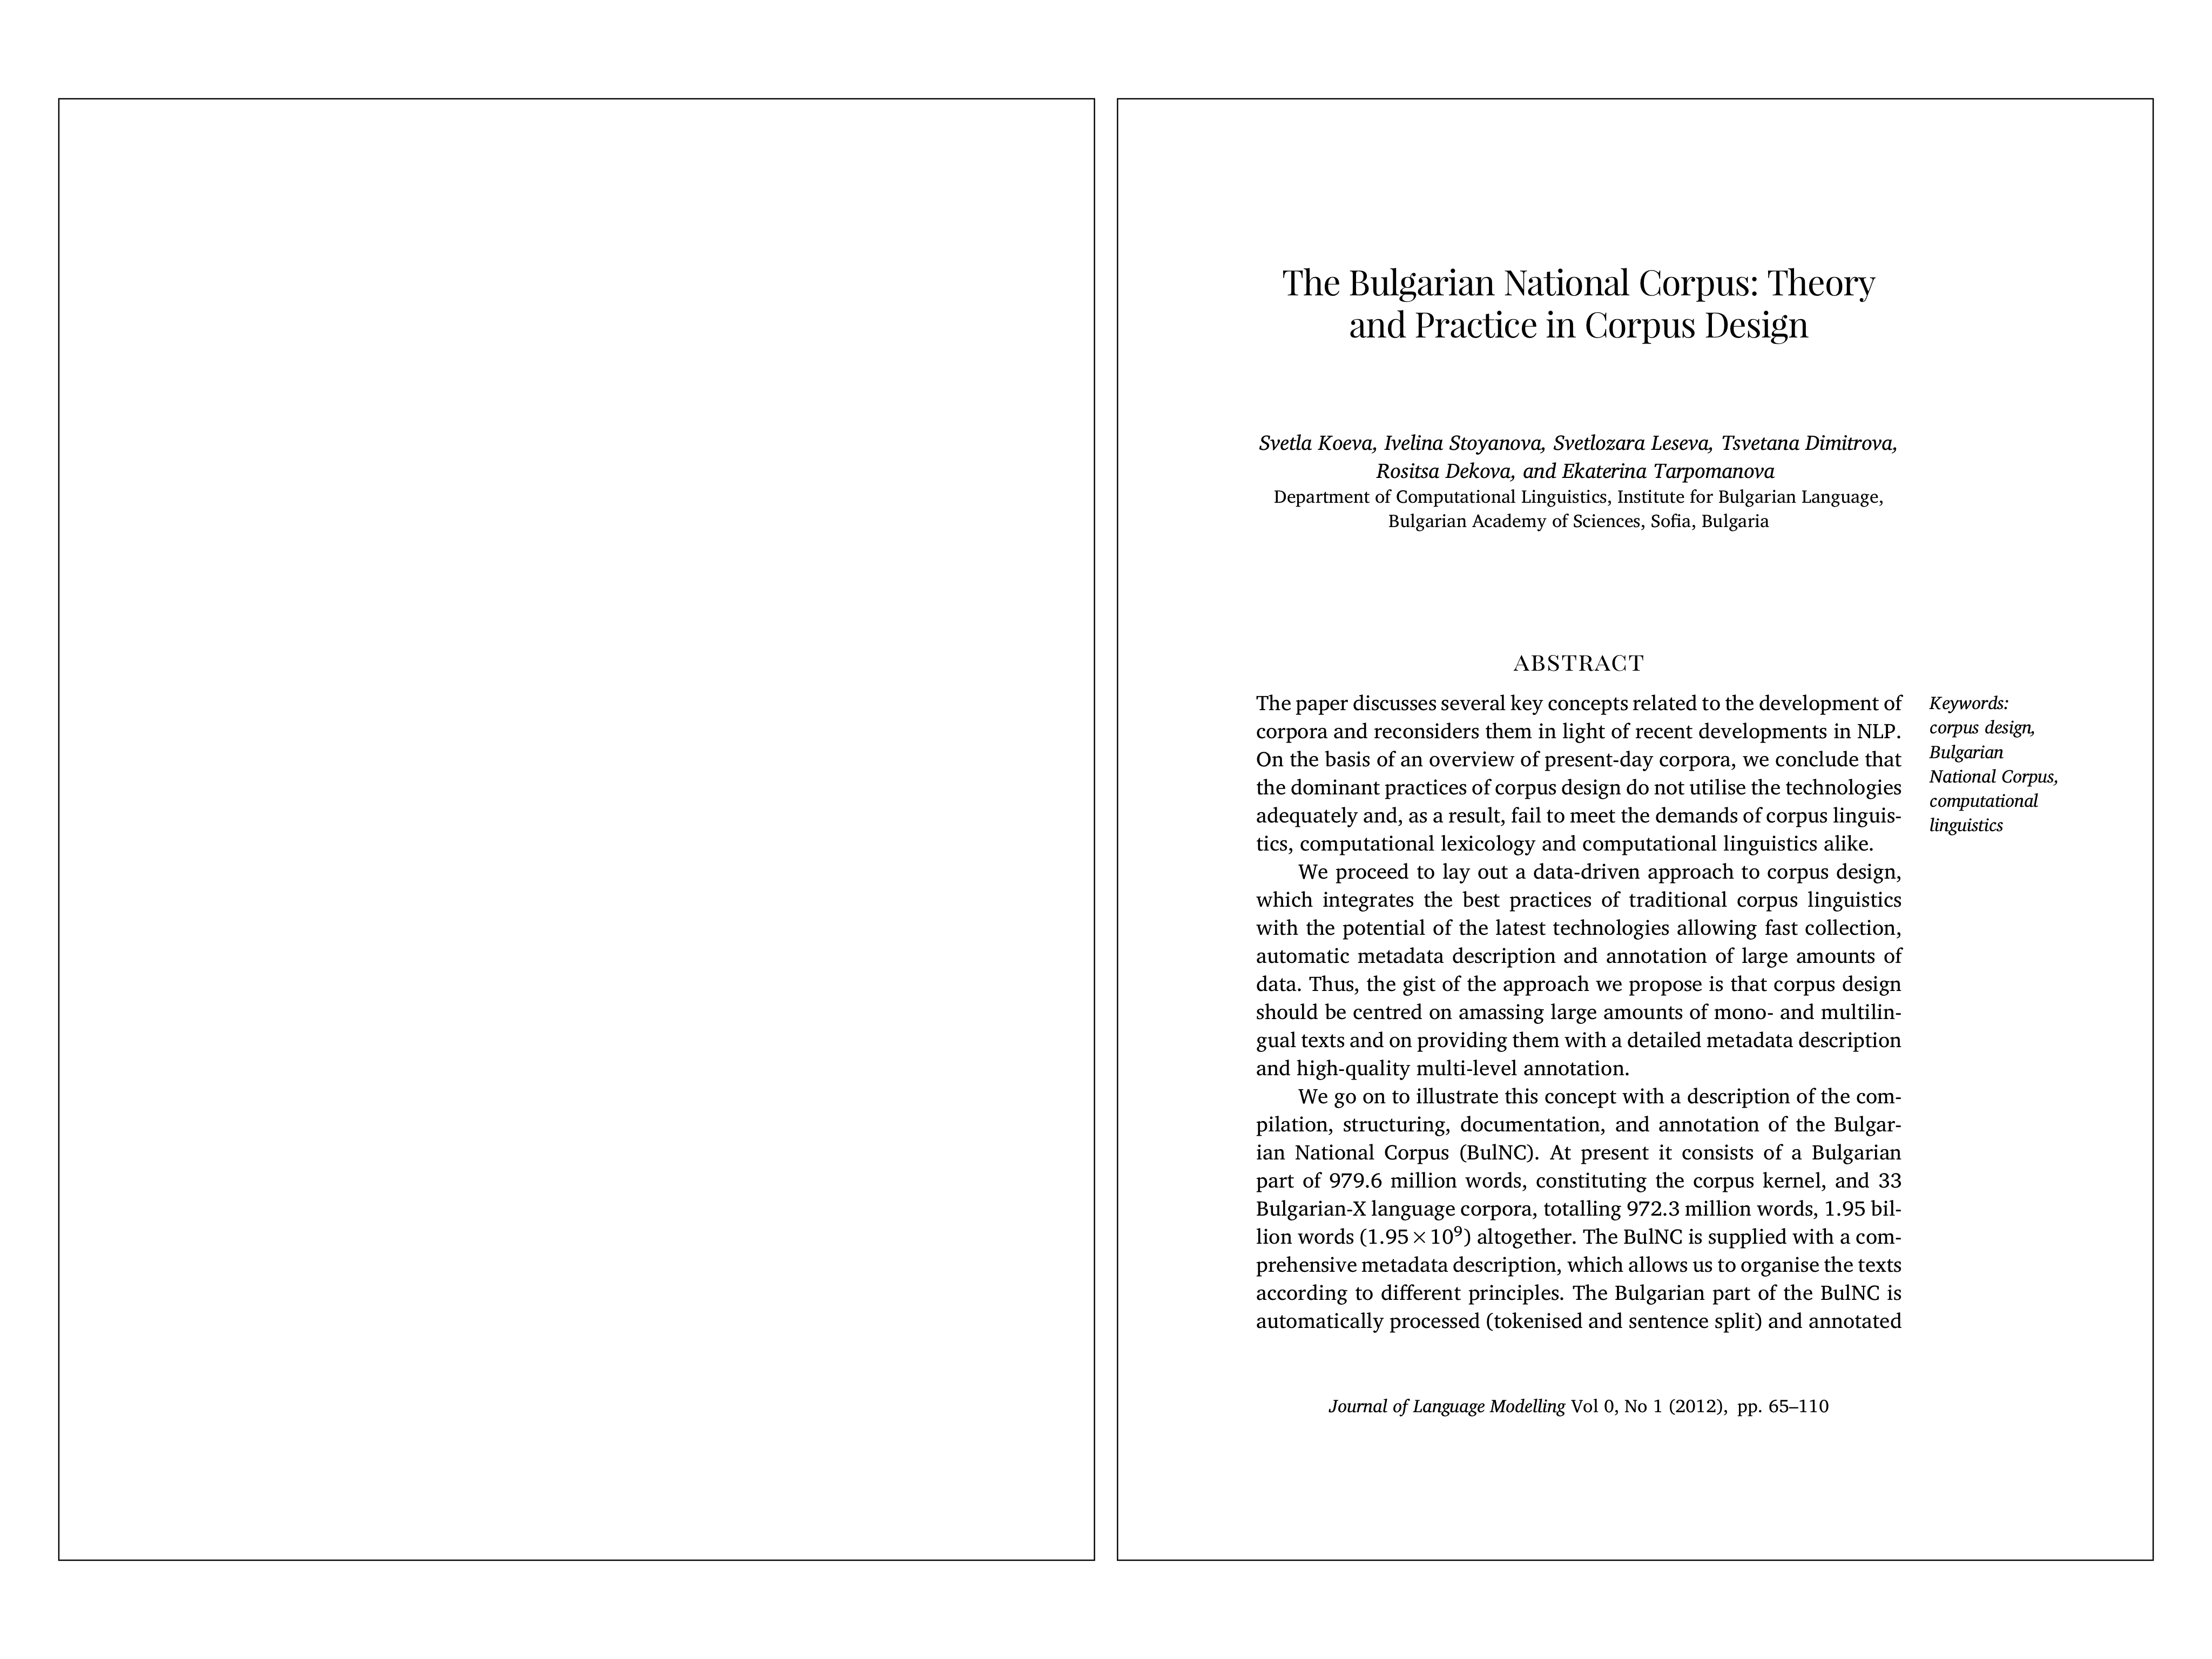 The Bulgarian National Corpus: Theory
and Practice in Corpus Design
Svetla Koeva, Ivelina Stoyanova, Svetlozara Leseva, Tsvetana Dimitrova,
Rositsa Dekova, and Ekaterina Tarpomanova
Department of Computational Linguistics, Institute for Bulgarian Language,
Bulgarian Academy of Sciences, Sofia, Bulgaria
ABSTRACT
The paper discusses several key concepts related to the development of
corpora and reconsiders them in light of recent developments in NLP.
On the basis of an overview of present-day corpora, we conclude that
the dominant practices of corpus design do not utilise the technologies
adequately and, as a result, fail to meet the demands of corpus linguis-
tics, computational lexicology and computational linguistics alike.
We proceed to lay out a data-driven approach to corpus design,
which integrates the best practices of traditional corpus linguistics
with the potential of the latest technologies allowing fast collection,
automatic metadata description and annotation of large amounts of
data. Thus, the gist of the approach we propose is that corpus design
should be centred on amassing large amounts of mono- and multilin-
gual texts and on providing them with a detailed metadata description
and high-quality multi-level annotation.
We go on to illustrate this concept with a description of the com-
pilation, structuring, documentation, and annotation of the Bulgar-
ian National Corpus (BulNC). At present it consists of a Bulgarian
part of 979.6 million words, constituting the corpus kernel, and 33
Bulgarian-X language corpora, totalling 972.3 million words, 1.95 bil-
lion words (1.95×10⁹) altogether. The BulNC is supplied with a com-
prehensive metadata description, which allows us to organise the texts
according to different principles. The Bulgarian part of the BulNC is
automatically processed (tokenised and sentence split) and annotated
Keywords:
corpus design,
Bulgarian
National Corpus,
computational
linguistics
Journal of Language Modelling Vol 0, No 1 (2012), pp. 65–110